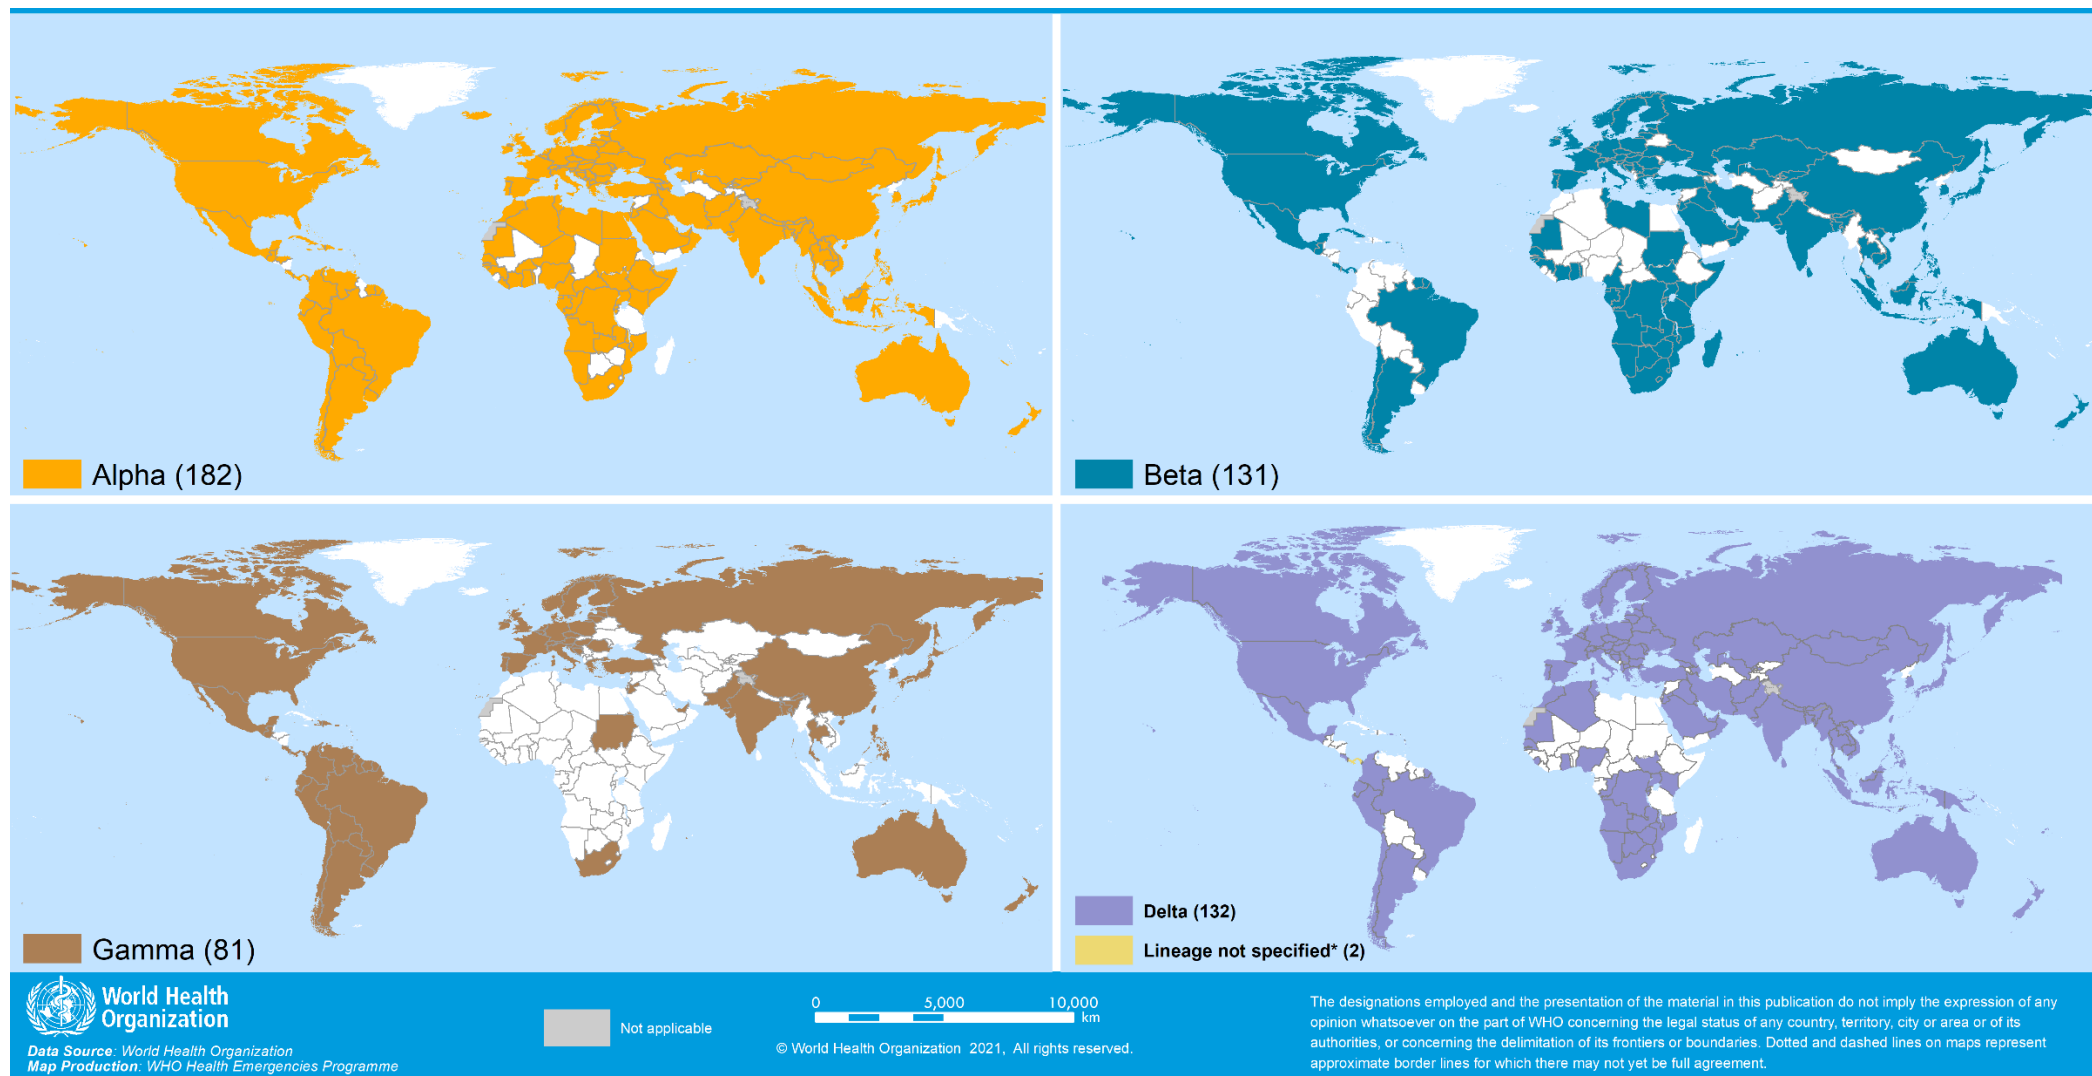 Alpha (182)
Beta (131)
Gamma (81)
Delta (132)
Lineage not specified* (2)
World Health
Organization
Data Source: World Health Organization
Map Production: WHO Health Emergencies Programme
Not applicable
0 5,000 10,000
km
© World Health Organization 2021, All rights reserved.
The designations employed and the presentation of the material in this publication do not imply the expression of any
opinion whatsoever on the part of WHO concerning the legal status of any country, territory, city or area or of its
authorities, or concerning the delimitation of its frontiers or boundaries. Dotted and dashed lines on maps represent
approximate border lines for which there may not yet be full agreement.